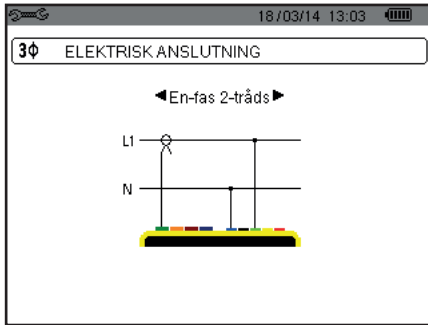 18/03/14 13:03
3Φ ELEKTRISK ANSLUTNING
◄En-fas 2-tråds►
L1
N